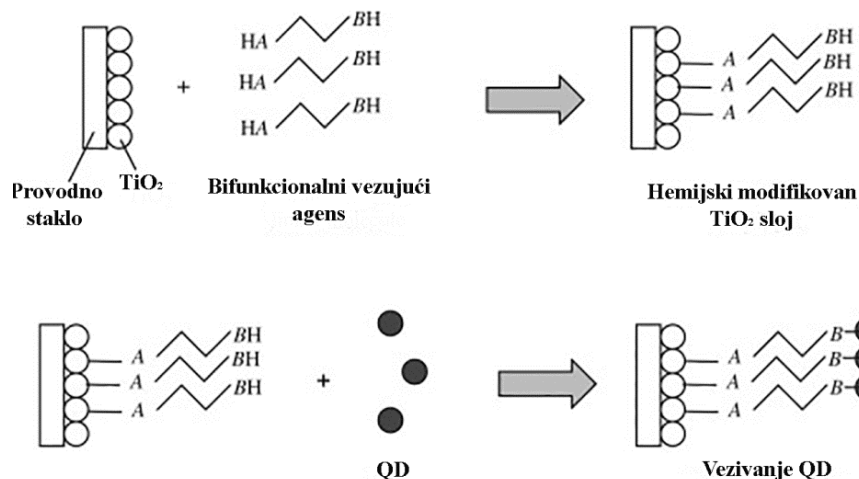 HA BH
HA BH
HA BH
+
A BH
A BH
A BH
TiO₂
Provodno
staklo
Bifunkcionalni vezujući
agens
Hemijski modifikovan
TiO₂ sloj
A BH
A BH
A BH
+
QD
A B
A B
A B
Vezivanje QD